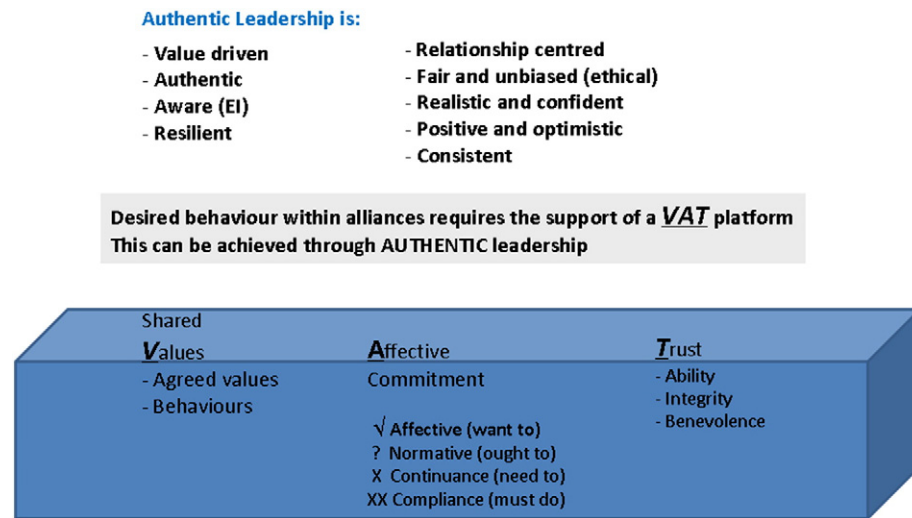 Authentic Leadership is:
- Value driven
- Authentic
- Aware (EI)
- Resilient
- Relationship centred
- Fair and unbiased (ethical)
- Realistic and confident
- Positive and optimistic
- Consistent
Desired behaviour within alliances requires the support of a VAT platform
This can be achieved through AUTHENTIC leadership
Shared
Values
- Agreed values
- Behaviours
Affective
Commitment
√ Affective (want to)
? Normative (ought to)
X Continuance (need to)
XX Compliance (must do)
Trust
- Ability
- Integrity
- Benevolence